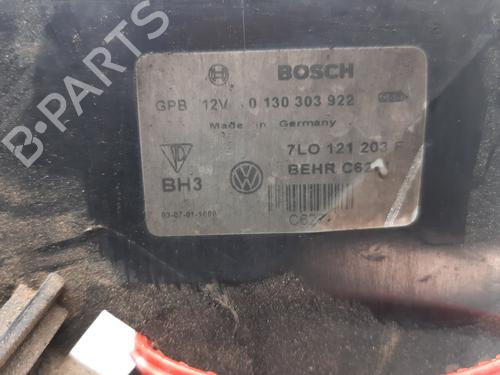 B-PARTS
BOSCH
GPB 12V 0 130 303 922
Made in Germany
7L0 121 203 F
BEHR
BH3